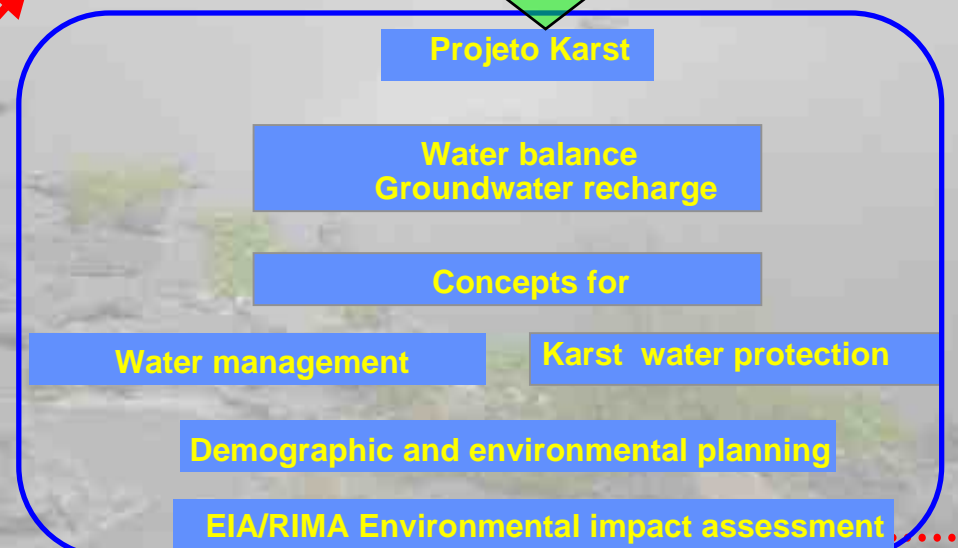 Projeto Karst
Water balance
Groundwater recharge
Concepts for
Water management
Karst water protection
Demographic and environmental planning
EIA/RIMA Environmental impact assessment